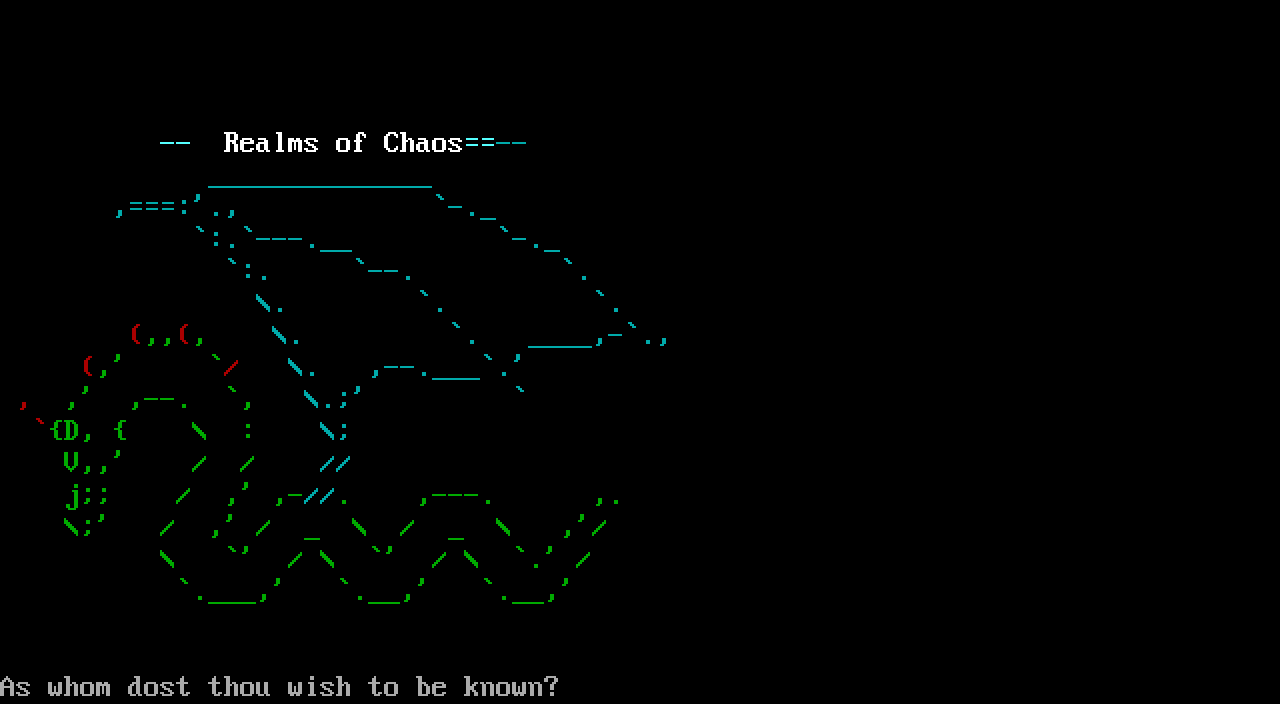 -- Realms of Chaos==--
As whom dost thou wish to be known?